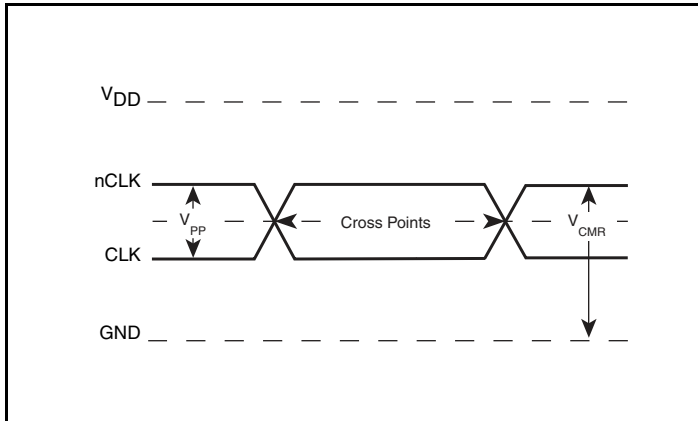 VDD
nCLK
VPP
Cross Points
VCMR
CLK
GND